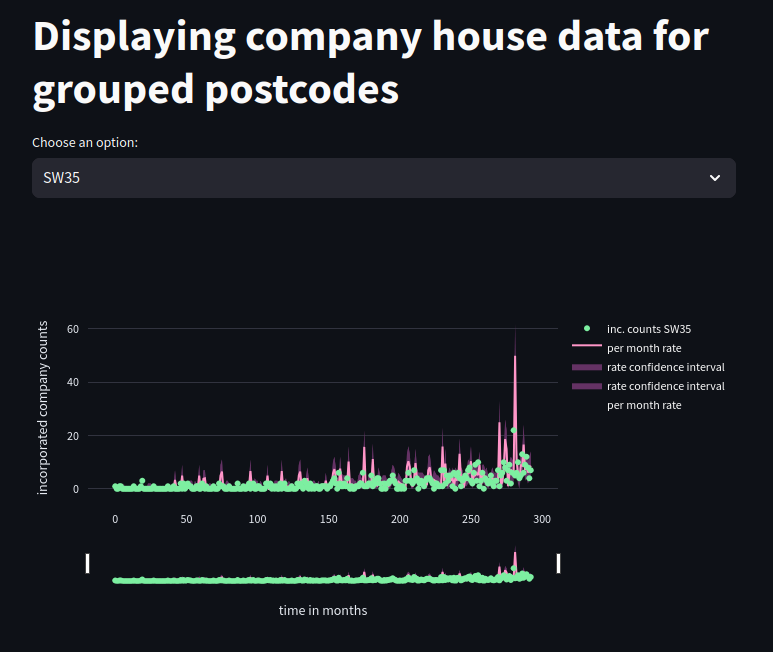 Displaying company house data for
grouped postcodes
Choose an option:
SW35
incorporated company counts
60
40
20
0
0 50 100 150 200 250 300
time in months
inc. counts SW35
per month rate
rate confidence interval
rate confidence interval
per month rate